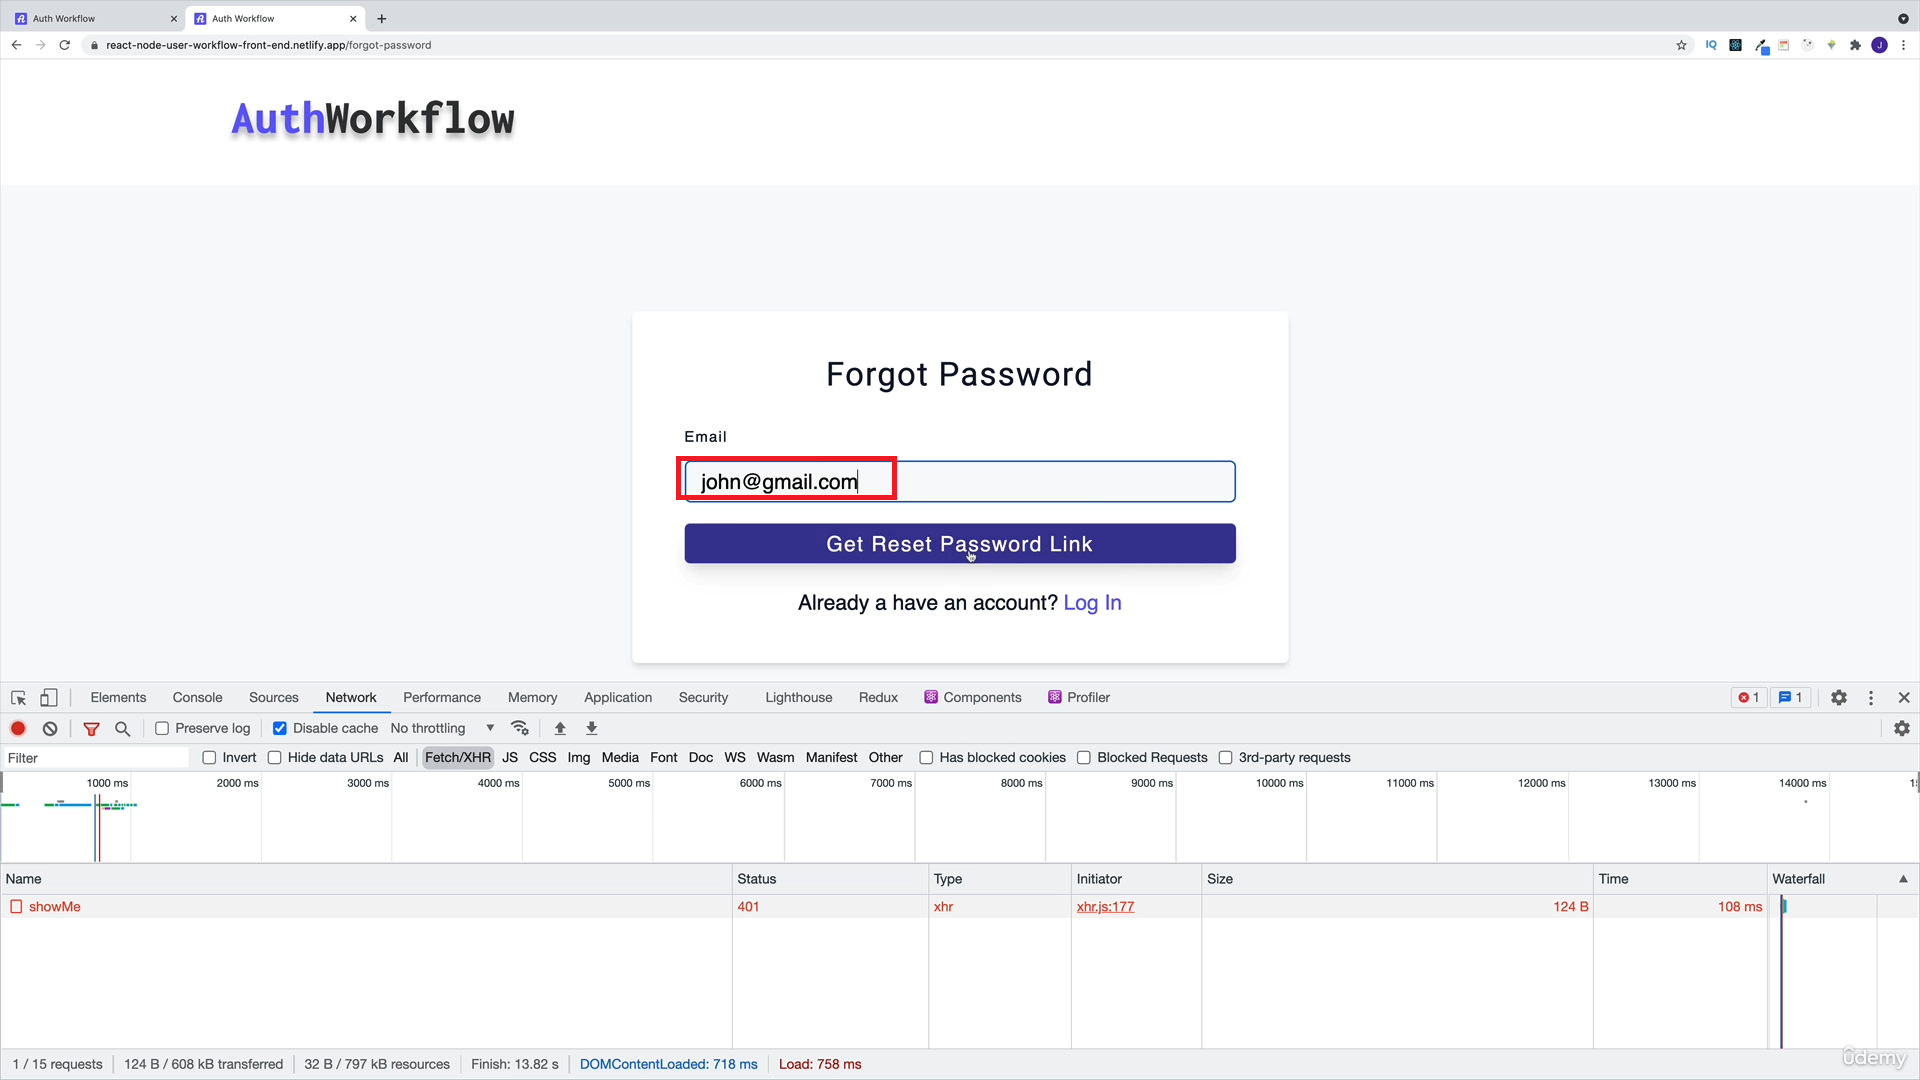 Auth Workflow
Auth Workflow
react-node-user-workflow-front-end.netlify.app/forgot-password
IQ
J
AuthWorkflow
Forgot Password
Email
john@gmail.com
Get Reset Password Link
Already a have an account? Log In
Elements Console Sources Network Performance Memory Application Security Lighthouse Redux Components Profiler 1 1
Preserve log Disable cache No throttling
Filter Invert Hide data URLs All Fetch/XHR JS CSS Img Media Font Doc WS Wasm Manifest Other Has blocked cookies Blocked Requests 3rd-party requests
1000 ms 2000 ms 3000 ms 4000 ms 5000 ms 6000 ms 7000 ms 8000 ms 9000 ms 10000 ms 11000 ms 12000 ms 13000 ms 14000 ms
Name Status Type Initiator Size Time Waterfall
showMe 401 xhr xhr.js:177 124 B 108 ms
1 / 15 requests 124 B / 608 kB transferred 32 B / 797 kB resources Finish: 13.82 s DOMContentLoaded: 718 ms Load: 758 ms
ûdemy